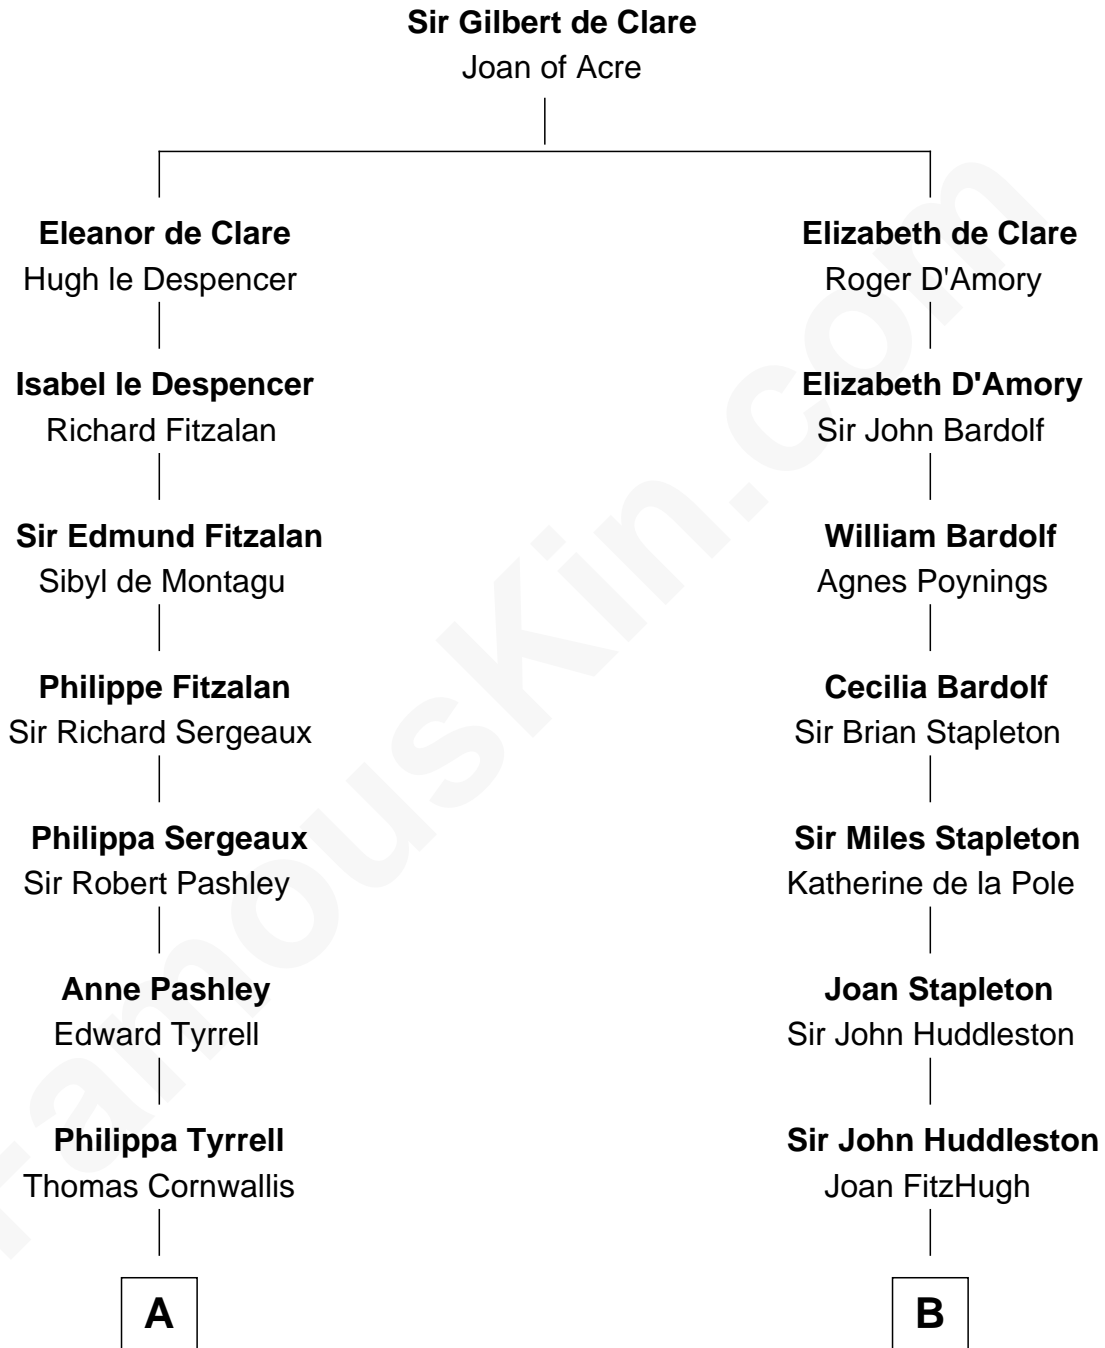 Sir Gilbert de Clare
Joan of Acre
Eleanor de Clare
Hugh le Despencer
Elizabeth de Clare
Roger D'Amory
Isabel le Despencer
Richard Fitzalan
Elizabeth D'Amory
Sir John Bardolf
Sir Edmund Fitzalan
Sibyl de Montagu
William Bardolf
Agnes Poynings
Philippe Fitzalan
Sir Richard Sergeaux
Cecilia Bardolf
Sir Brian Stapleton
Philippa Sergeaux
Sir Robert Pashley
Sir Miles Stapleton
Katherine de la Pole
Anne Pashley
Edward Tyrrell
Joan Stapleton
Sir John Huddleston
Philippa Tyrrell
Thomas Cornwallis
Sir John Huddleston
Joan FitzHugh
A
B
FamousKin.com